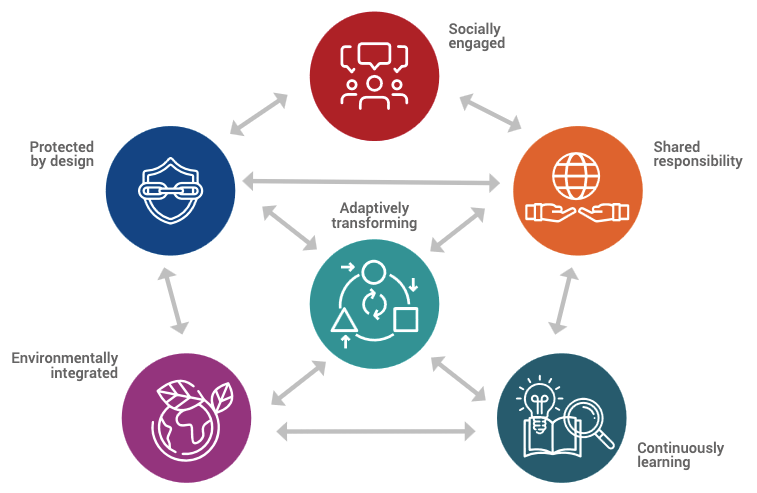 Socially
engaged
Protected
by design
Shared
responsibility
Adaptively
transforming
Environmentally
integrated
Continuously
learning